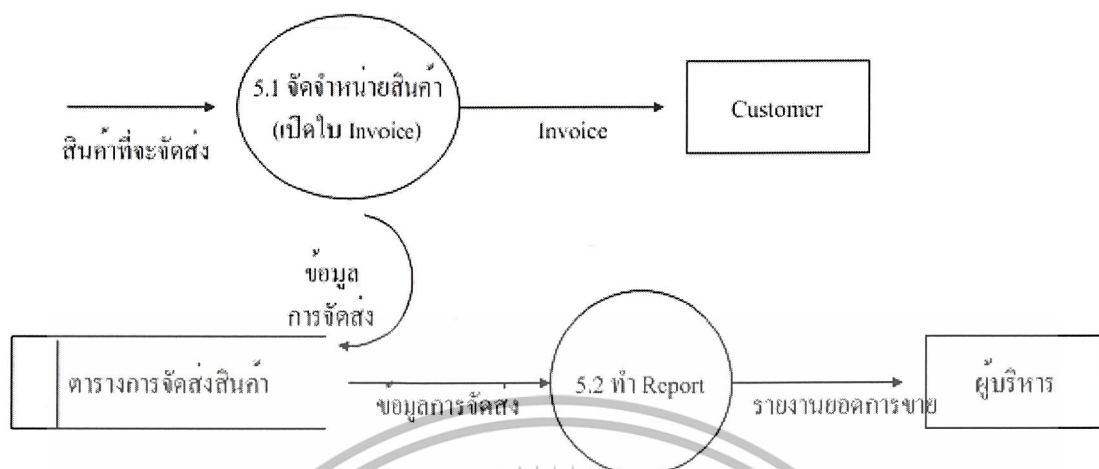 5.1 จัดจำหน่ายสินค้า
(เปิดใบ Invoice)
Customer
สินค้าที่จะจัดส่ง
Invoice
ข้อมูล
การจัดส่ง
ตารางการจัดส่งสินค้า
ข้อมูลการจัดส่ง
5.2 ทำ Report
รายงานยอดการขาย
ผู้บริหาร